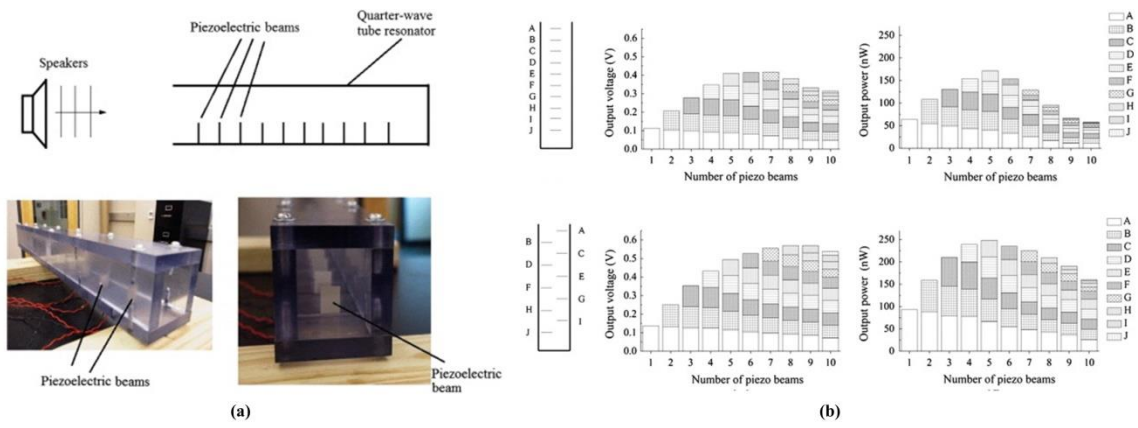 Piezoelectric beams
Quarter-wave
tube resonator
Speakers
Piezoelectric beams
Piezoelectric
beam
(a)
A
B
C
D
E
F
G
H
I
J
Output voltage (V)
0.6
0.5
0.4
0.3
0.2
0.1
0.0
1 2 3 4 5 6 7 8 9 10
Number of piezo beams
Output power (nW)
250
200
150
100
50
0
1 2 3 4 5 6 7 8 9 10
Number of piezo beams
A
B
C
D
E
F
G
H
I
J
A
B
C
D
E
F
G
H
I
J
Output voltage (V)
0.6
0.5
0.4
0.3
0.2
0.1
0.0
1 2 3 4 5 6 7 8 9 10
Number of piezo beams
Output power (nW)
250
200
150
100
50
0
1 2 3 4 5 6 7 8 9 10
Number of piezo beams
A
B
C
D
E
F
G
H
I
J
(b)